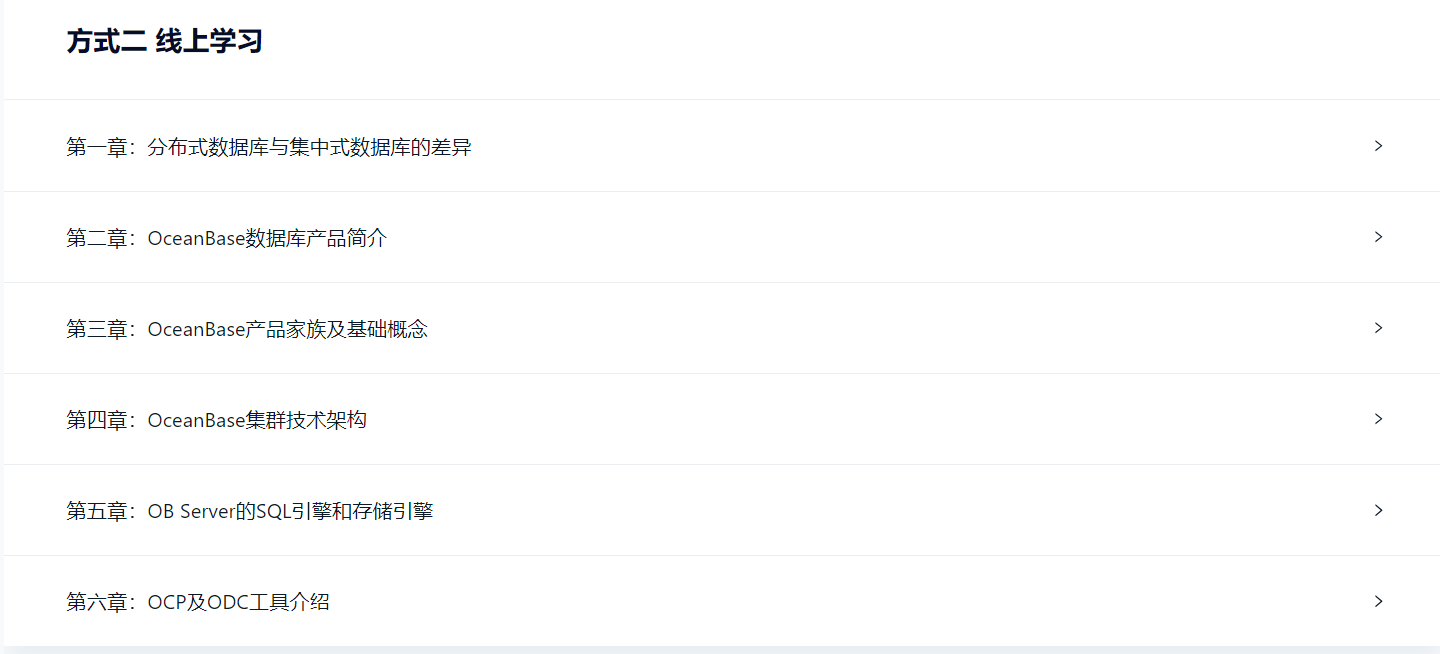 方式二 线上学习
第一章：分布式数据库与集中式数据库的差异
第二章：OceanBase数据库产品简介
第三章：OceanBase产品家族及基础概念
第四章：OceanBase集群技术架构
第五章：OB Server的SQL引擎和存储引擎
第六章：OCP及ODC工具介绍